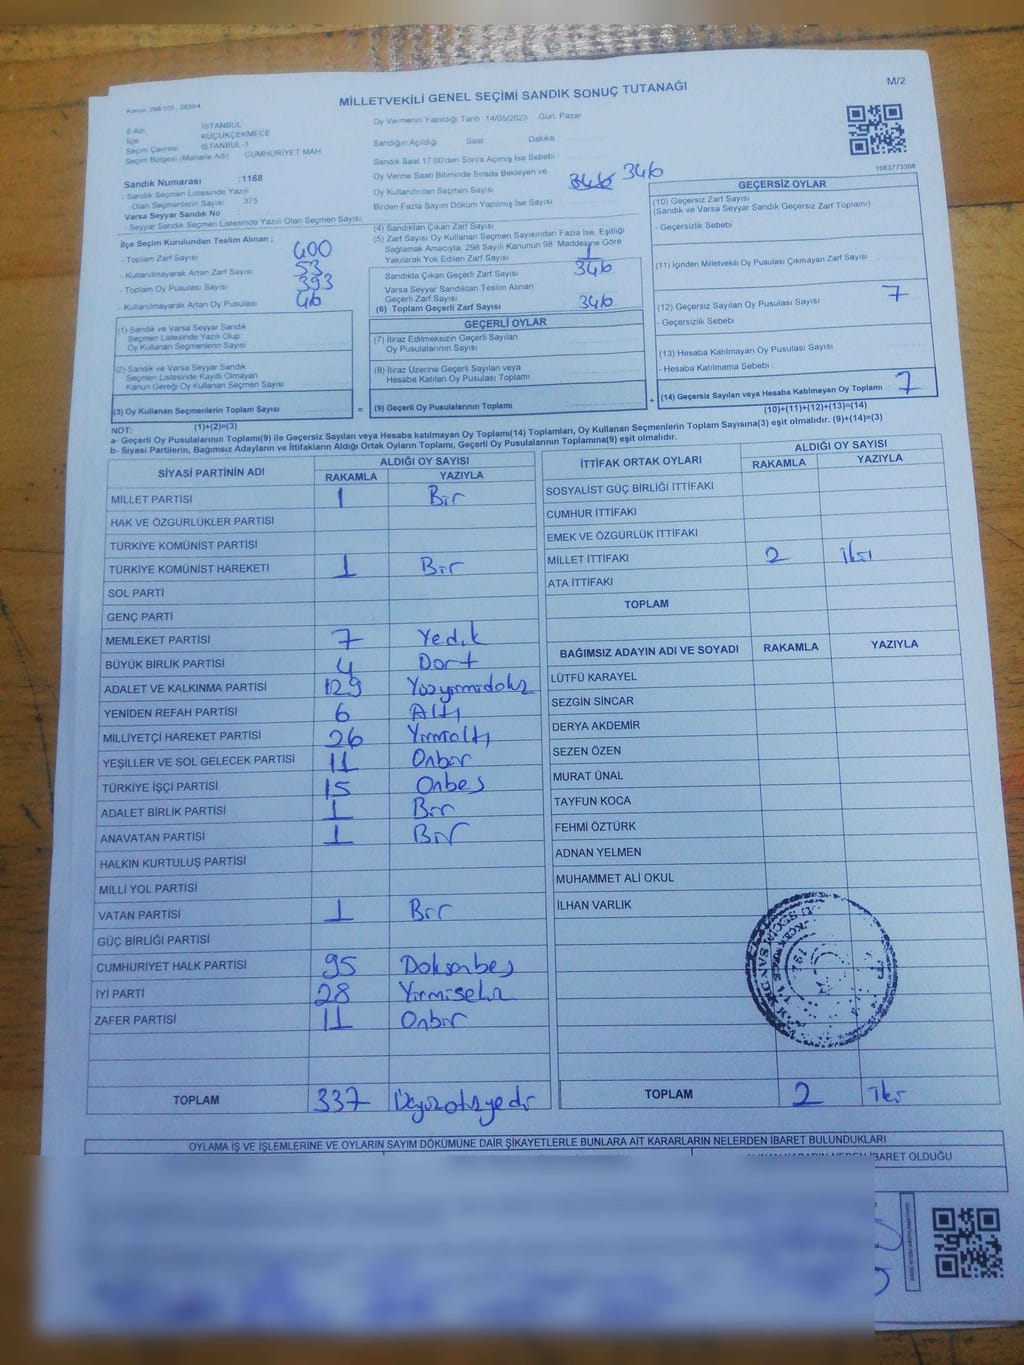 M/2
MİLLETVEKİLİ GENEL SEÇİMİ SANDIK SONUÇ TUTANAĞI
İl Adı İSTANBUL
İlçe KÜÇÜKÇEKMECE
Seçim Çevresi İSTANBUL-3
Seçim Bölgesi (Mahalle Adı) CUMHURİYET MAH
Sandık Numarası :1168
- Sandık Seçmen Listesinde Yazılı
Olan Seçmenlerin Sayısı 375
Varsa Seyyar Sandık No
- Seyyar Sandık Seçmen Listesinde Yazılı Olan Seçmen Sayısı
İlçe Seçim Kurulundan Teslim Alınan ;
- Toplam Zarf Sayısı 400
- Kullanılmayarak Artan Zarf Sayısı 53
- Toplam Oy Pusulası Sayısı 393
- Kullanılmayarak Artan Oy Pusulası 46
Oy Vermenin Yapıldığı Tarih 14/05/2023 Gün Pazar
Sandığın Açıldığı Saat Dakika
Sandık Saat 17:00'den Sonra Açılmış İse Sebebi
Oy Verme Saati Bitiminde Sırada Bekleyen ve
Oy Kullandırılan Seçmen Sayısı 346 346
Birden Fazla Sayım Döküm Yapılmış İse Sayısı
(4) Sandıktan Çıkan Zarf Sayısı
(5) Zarf Sayısı Oy Kullanan Seçmen Sayısından Fazla İse, Eşitliği
Sağlamak Amacıyla, 298 Sayılı Kanunun 98. Maddesine Göre
Yakılarak Yok Edilen Zarf Sayısı 1
Sandıkta Çıkan Geçerli Zarf Sayısı 346
Varsa Seyyar Sandıktan Teslim Alınan
Geçerli Zarf Sayısı
(6) Toplam Geçerli Zarf Sayısı 346
1683773308
GEÇERSİZ OYLAR
(10) Geçersiz Zarf Sayısı
(Sandık ve Varsa Seyyar Sandık Geçersiz Zarf Toplamı)
- Geçersizlik Sebebi
(11) İçinden Milletvekili Oy Pusulası Çıkmayan Zarf Sayısı
(12) Geçersiz Sayılan Oy Pusulası Sayısı 7
- Geçersizlik Sebebi
(13) Hesaba Katılmayan Oy Pusulası Sayısı
- Hesaba Katılmama Sebebi
(14) Geçersiz Sayılan veya Hesaba Katılmayan Oy Toplamı 7
(10)+(11)+(12)+(13)=(14)
(1) Sandık ve Varsa Seyyar Sandık
Seçmen Listesinde Yazılı Olup
Oy Kullanan Seçmenlerin Sayısı
(2) Sandık ve Varsa Seyyar Sandık
Seçmen Listesinde Kayıtlı Olmayan
Kanun Gereği Oy Kullanan Seçmen Sayısı
(3) Oy Kullanan Seçmenlerin Toplam Sayısı
(1)+(2)=(3)
=
GEÇERLİ OYLAR
(7) İtiraz Edilmeksizin Geçerli Sayılan
Oy Pusulalarının Sayısı
(8) İtiraz Üzerine Geçerli Sayılan veya
Hesaba Katılan Oy Pusulası Toplamı
(9) Geçerli Oy Pusulalarının Toplamı
+
NOT:
a- Geçerli Oy Pusulalarının Toplamı(9) ile Geçersiz Sayılan veya Hesaba katılmayan Oy Toplamı(14) Toplamları, Oy Kullanan Seçmenlerin Toplam Sayısına(3) eşit olmalıdır. (9)+(14)=(3)
b- Siyasi Partilerin, Bağımsız Adayların ve İttifakların Aldığı Ortak Oyların Toplamı, Geçerli Oy Pusulalarının Toplamına(9) eşit olmalıdır.
SİYASİ PARTİNİN ADI ALDIĞI OY SAYISI
RAKAMLA YAZIYLA
MİLLET PARTİSİ 1 Bir
HAK VE ÖZGÜRLÜKLER PARTİSİ
TÜRKİYE KOMÜNİST PARTİSİ
TÜRKİYE KOMÜNİST HAREKETİ 1 Bir
SOL PARTİ
GENÇ PARTİ
MEMLEKET PARTİSİ 7 Yedi
BÜYÜK BİRLİK PARTİSİ 4 Dört
ADALET VE KALKINMA PARTİSİ 129 Yüzyirmidokuz
YENİDEN REFAH PARTİSİ 6 Altı
MİLLİYETÇİ HAREKET PARTİSİ 26 Yirmialtı
YEŞİLLER VE SOL GELECEK PARTİSİ 11 Onbir
TÜRKİYE İŞÇİ PARTİSİ 15 Onbeş
ADALET BİRLİK PARTİSİ 1 Bir
ANAVATAN PARTİSİ 1 Bir
HALKIN KURTULUŞ PARTİSİ
MİLLİ YOL PARTİSİ
VATAN PARTİSİ 1 Bir
GÜÇ BİRLİĞİ PARTİSİ
CUMHURİYET HALK PARTİSİ 95 Doksanbeş
İYİ PARTİ 28 Yirmisekiz
ZAFER PARTİSİ 11 Onbir
TOPLAM 337 Üçyüzotuzyedi
İTTİFAK ORTAK OYLARI ALDIĞI OY SAYISI
RAKAMLA YAZIYLA
SOSYALİST GÜÇ BİRLİĞİ İTTİFAKI
CUMHUR İTTİFAKI
EMEK VE ÖZGÜRLÜK İTTİFAKI
MİLLET İTTİFAKI 2 iki
ATA İTTİFAKI
TOPLAM
BAĞIMSIZ ADAYIN ADI VE SOYADI RAKAMLA YAZIYLA
LÜTFÜ KARAYEL
SEZGİN SİNCAR
DERYA AKDEMİR
SEZEN ÖZEN
MURAT ÜNAL
TAYFUN KOCA
FEHMİ ÖZTÜRK
ADNAN YELMEN
MUHAMMET ALİ OKUL
İLHAN VARLIK
TOPLAM 2 iki
OYLAMA İŞ VE İŞLEMLERİNE VE OYLARIN SAYIM DÖKÜMÜNE DAİR ŞİKAYETLERLE BUNLARA AİT KARARLARIN NELERDEN İBARET BULUNDUKLARI
İBARET OLDUĞU